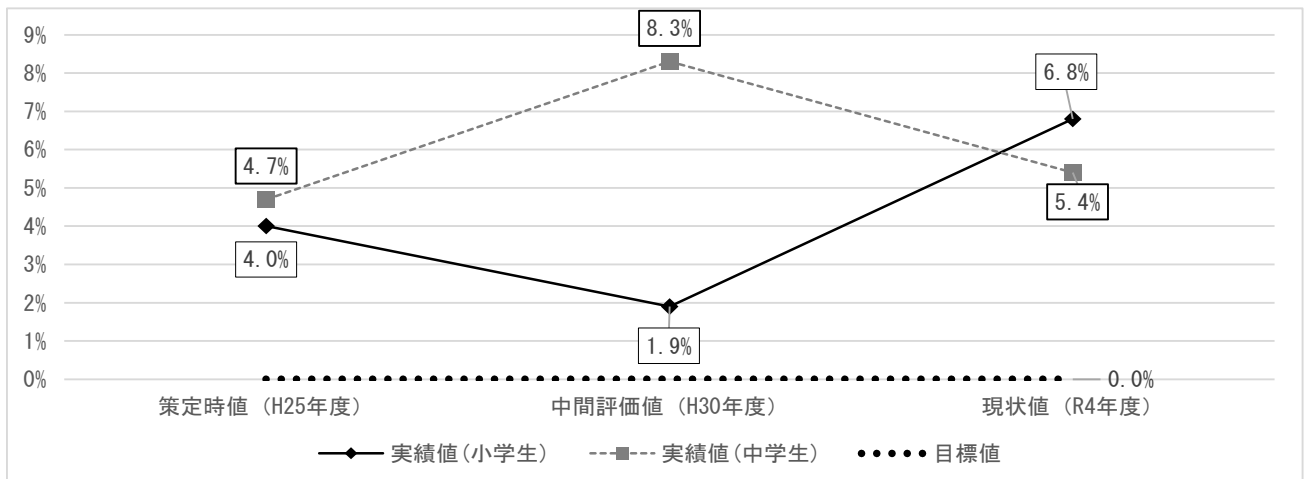 9%
8%
7%
6%
5%
4%
3%
2%
1%
0%
8.3%
6.8%
4.7%
5.4%
4.0%
1.9%
0.0%
策定時値（H25年度）
中間評価値（H30年度）
現状値（R4年度）
実績値(小学生)
実績値(中学生)
目標値